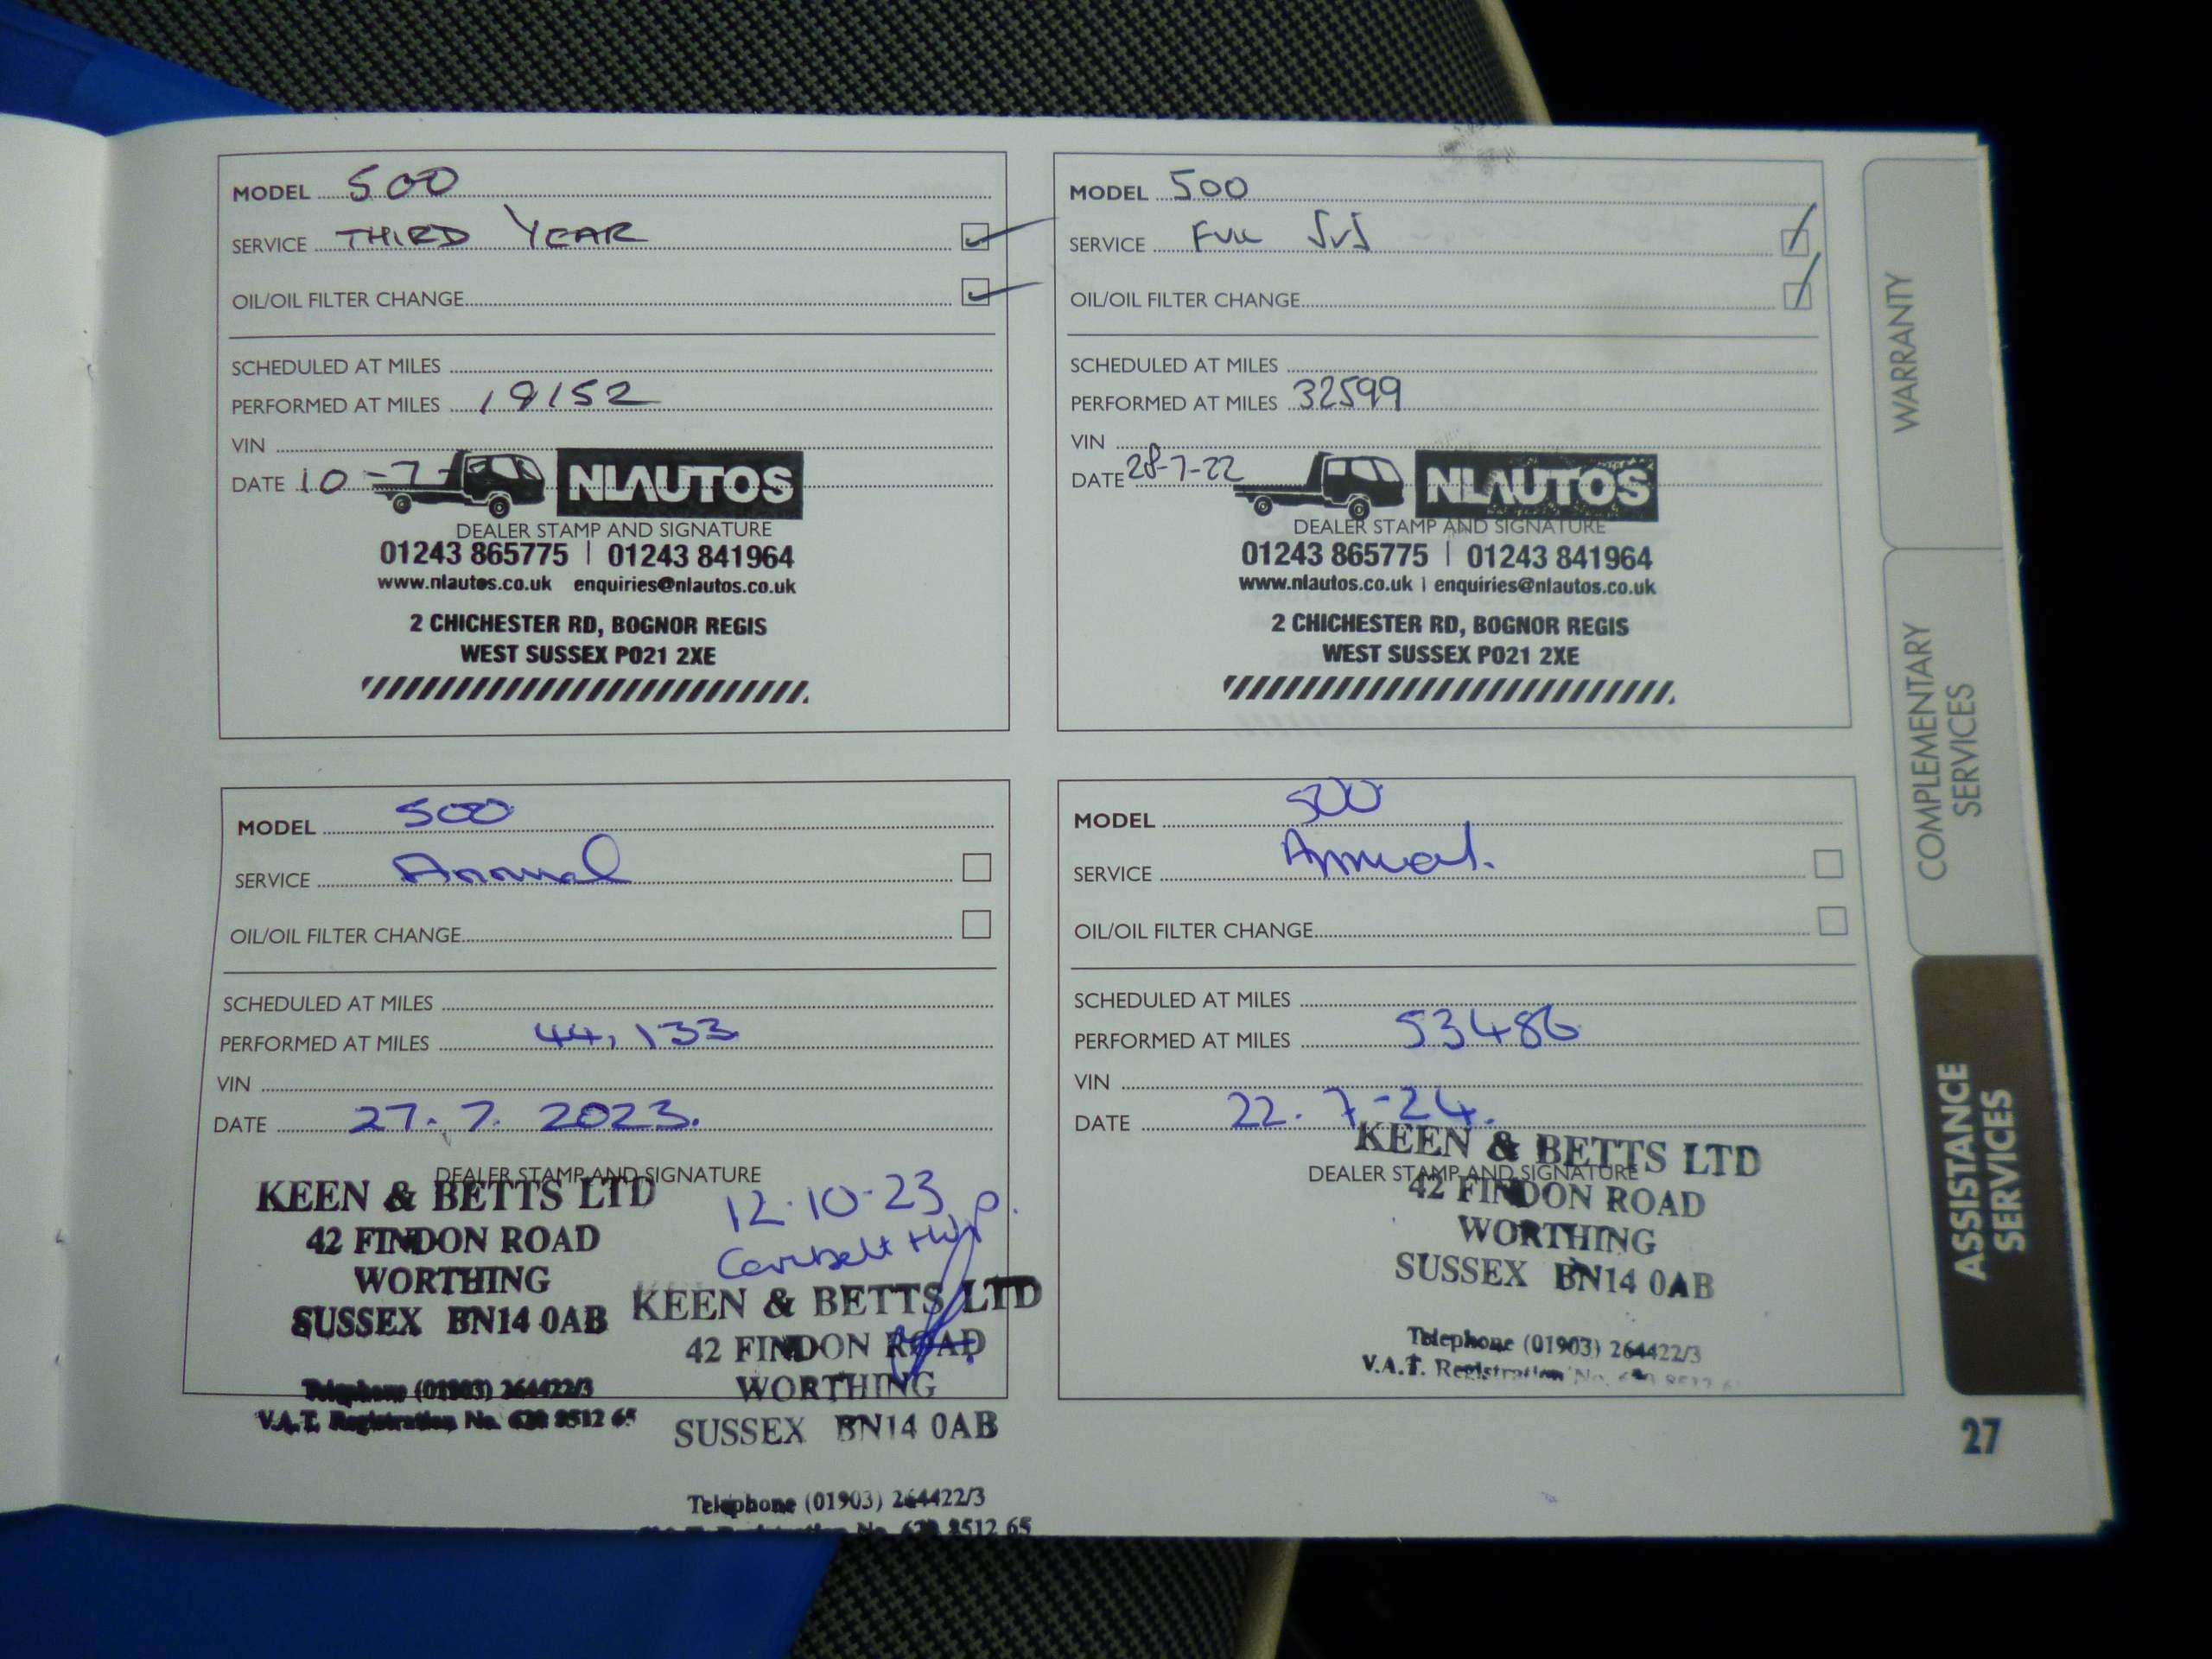 MODEL 500
SERVICE THIRD YEAR
OIL/OIL FILTER CHANGE
SCHEDULED AT MILES
PERFORMED AT MILES 19152
VIN
DATE 10-7-
NLAUTOS
DEALER STAMP AND SIGNATURE
01243 865775 | 01243 841964
www.nlautos.co.uk enquiries@nlautos.co.uk
2 CHICHESTER RD, BOGNOR REGIS
WEST SUSSEX PO21 2XE
MODEL 500
SERVICE Full SVS
OIL/OIL FILTER CHANGE
SCHEDULED AT MILES
PERFORMED AT MILES 32599
VIN
DATE 28-7-22
NLAUTOS
DEALER STAMP AND SIGNATURE
01243 865775 | 01243 841964
www.nlautos.co.uk | enquiries@nlautos.co.uk
2 CHICHESTER RD, BOGNOR REGIS
WEST SUSSEX PO21 2XE
MODEL 500
SERVICE Annual
OIL/OIL FILTER CHANGE
SCHEDULED AT MILES
PERFORMED AT MILES 44,133
VIN
DATE 27.7.2023.
DEALER STAMP AND SIGNATURE
KEEN & BETTS LTD
42 FINDON ROAD
WORTHING
SUSSEX BN14 0AB
Telephone (01903) 264422/3
V.A.T. Registration No. 620 8512 65
12.10-23
Cambelt +
KEEN & BETTS LTD
42 FINDON ROAD
WORTHING
SUSSEX BN14 0AB
Telephone (01903) 264422/3
8512 65
MODEL 500
SERVICE Annual.
OIL/OIL FILTER CHANGE
SCHEDULED AT MILES
PERFORMED AT MILES 53486
VIN
DATE 22.7-24.
KEEN & BETTS LTD
DEALER STAMP AND SIGNATURE
42 FINDON ROAD
WORTHING
SUSSEX BN14 0AB
Telephone (01903) 264422/3
V.A.T. Registration No.
WARRANTY
COMPLEMENTARY
SERVICES
ASSISTANCE
SERVICES
27